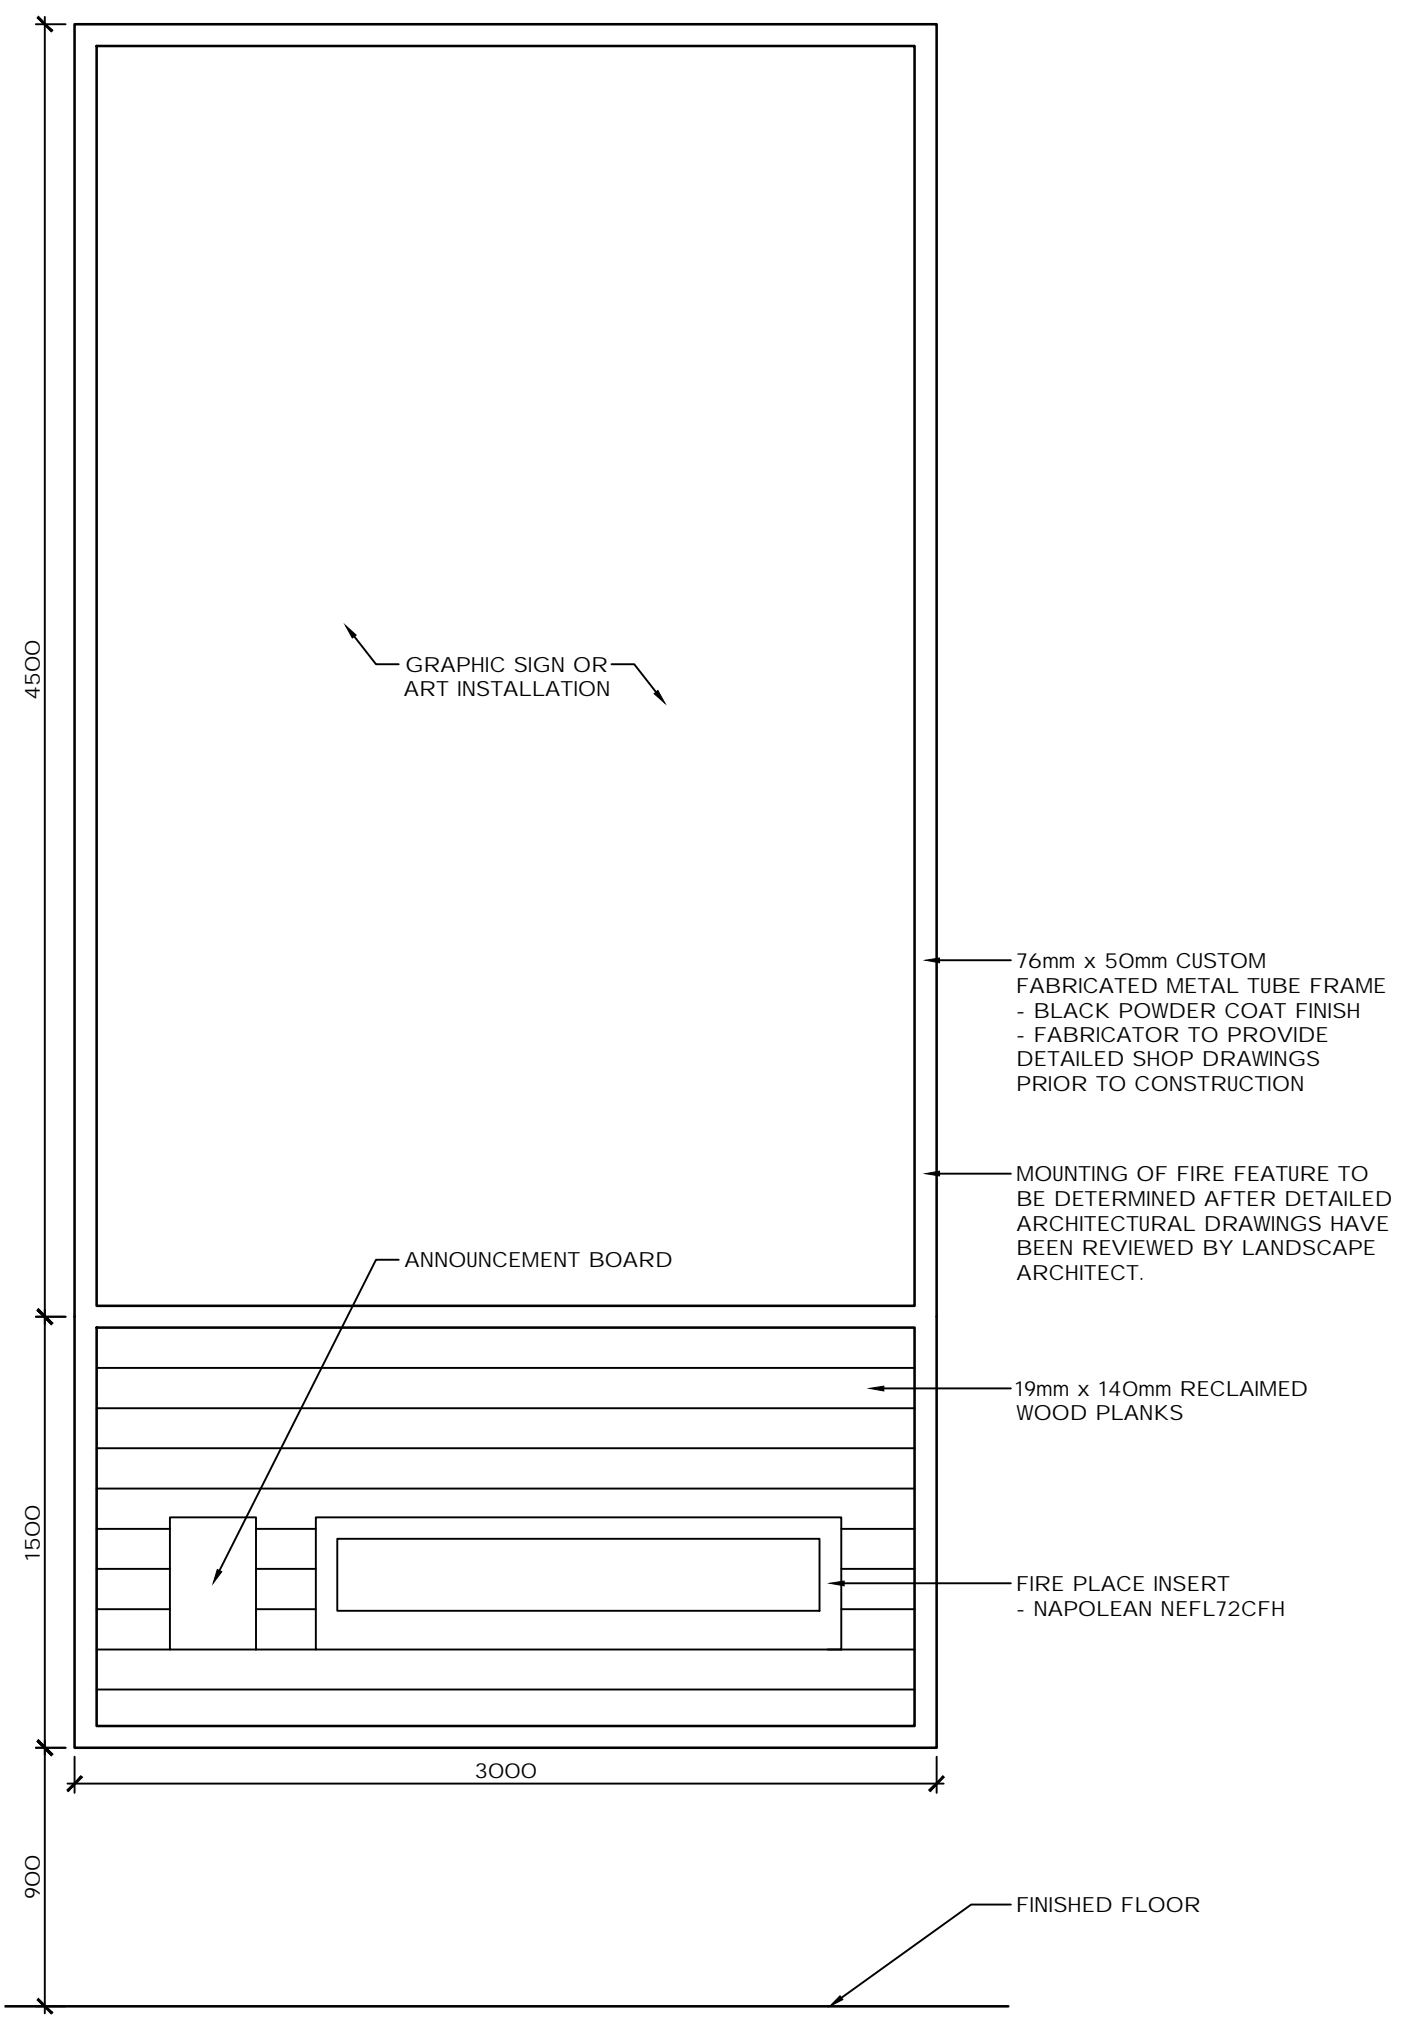 4500
GRAPHIC SIGN OR
ART INSTALLATION
76mm x 50mm CUSTOM
FABRICATED METAL TUBE FRAME
- BLACK POWDER COAT FINISH
- FABRICATOR TO PROVIDE
DETAILED SHOP DRAWINGS
PRIOR TO CONSTRUCTION
MOUNTING OF FIRE FEATURE TO
BE DETERMINED AFTER DETAILED
ARCHITECTURAL DRAWINGS HAVE
BEEN REVIEWED BY LANDSCAPE
ARCHITECT.
ANNOUNCEMENT BOARD
19mm x 140mm RECLAIMED
WOOD PLANKS
1500
FIRE PLACE INSERT
- NAPOLEAN NEFL72CFH
3000
900
FINISHED FLOOR